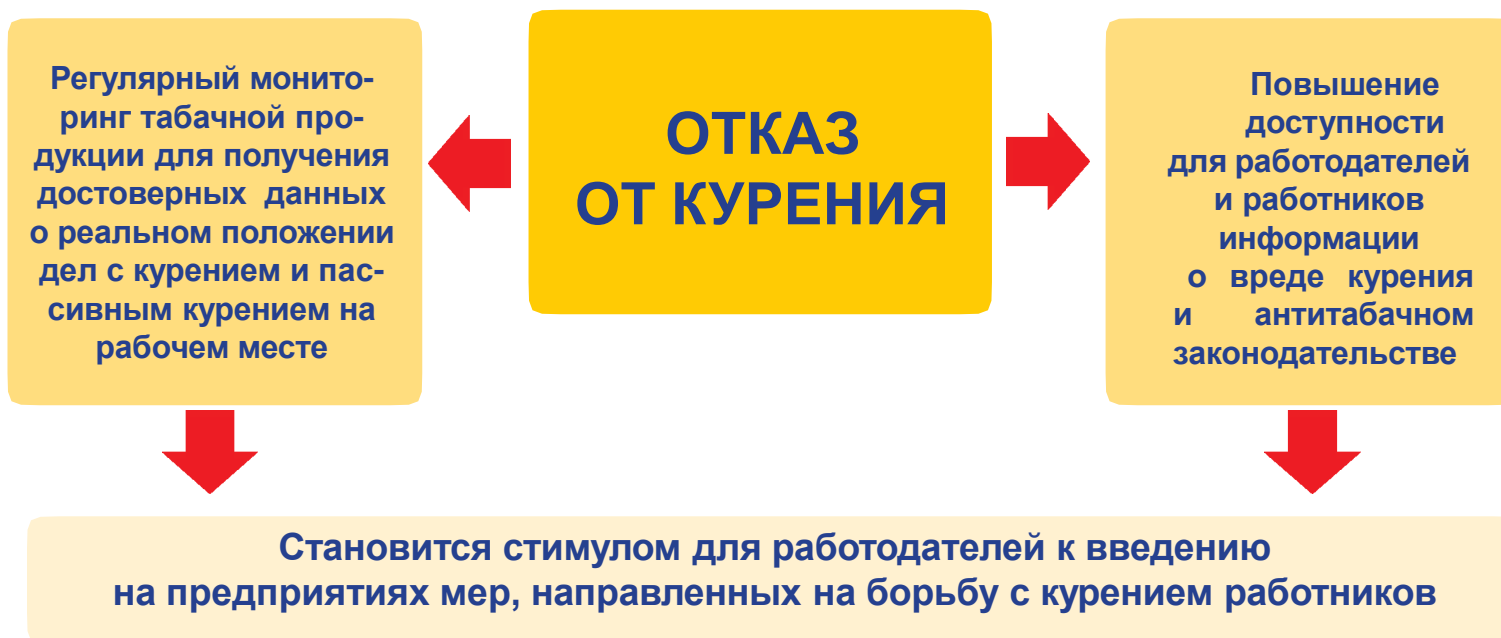 Регулярный монито-
ринг табачной про-
дукции для получения
достоверных данных
о реальном положении
дел с курением и пас-
сивным курением на
рабочем месте
ОТКАЗ
ОТ КУРЕНИЯ
Повышение
доступности
для работодателей
и работников
информации
о вреде курения
и антитабачном
законодательстве
Становится стимулом для работодателей к введению
на предприятиях мер, направленных на борьбу с курением работников